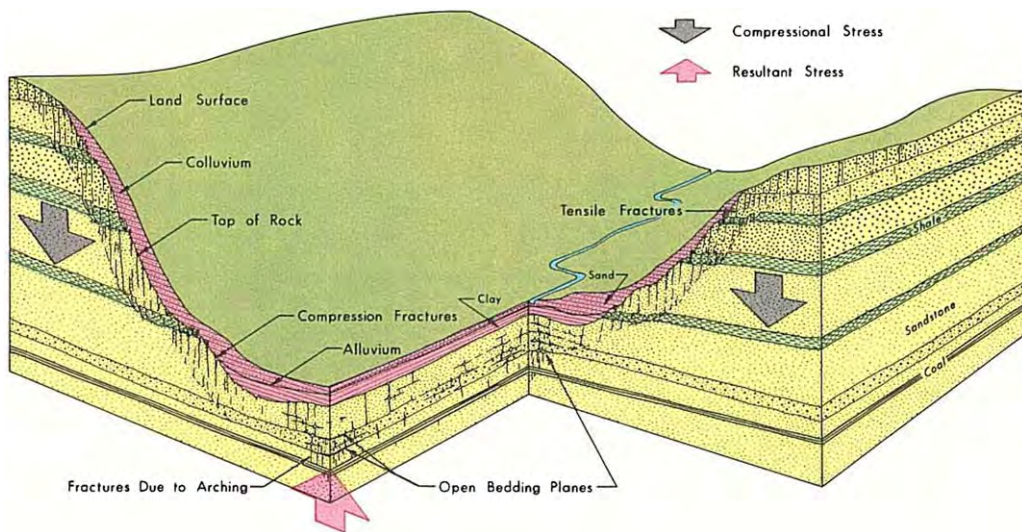 Compressional Stress
Resultant Stress
Land Surface
Colluvium
Top of Rock
Tensile Fractures
Shale
Sand
Clay
Compression Fractures
Sandstone
Alluvium
Coal
Fractures Due to Arching
Open Bedding Planes